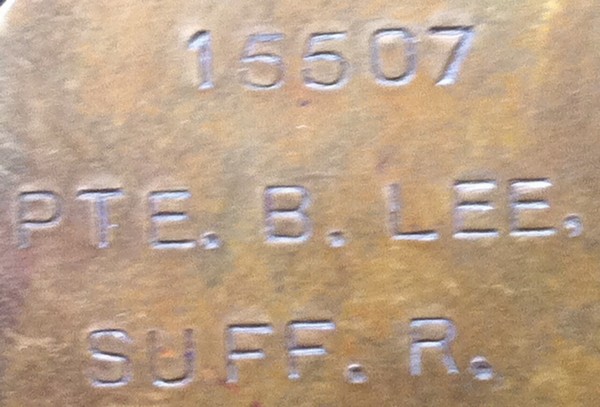 15507
PTE. B. LEE.
SUFF. R.